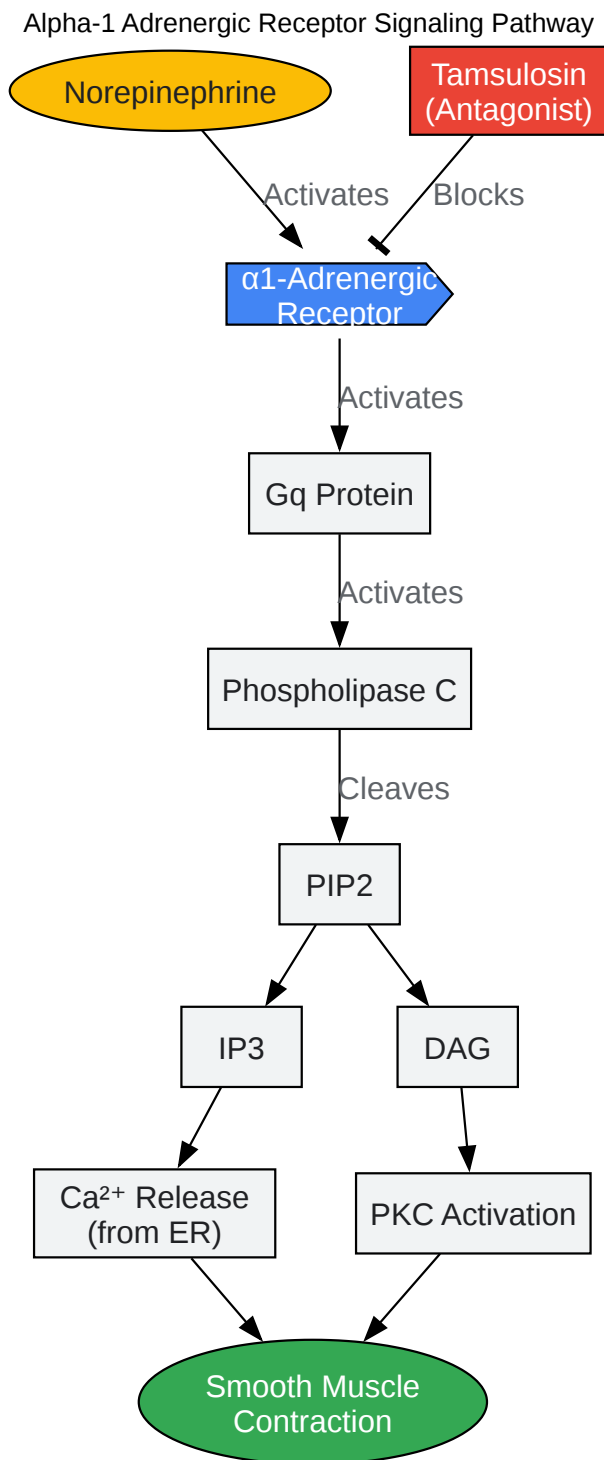 Alpha-1 Adrenergic Receptor Signaling Pathway
Norepinephrine
Tamsulosin
(Antagonist)
Activates
Blocks
α1-Adrenergic
Receptor
Activates
Gq Protein
Activates
Phospholipase C
Cleaves
PIP2
IP3
DAG
Ca²⁺ Release
(from ER)
PKC Activation
Smooth Muscle
Contraction